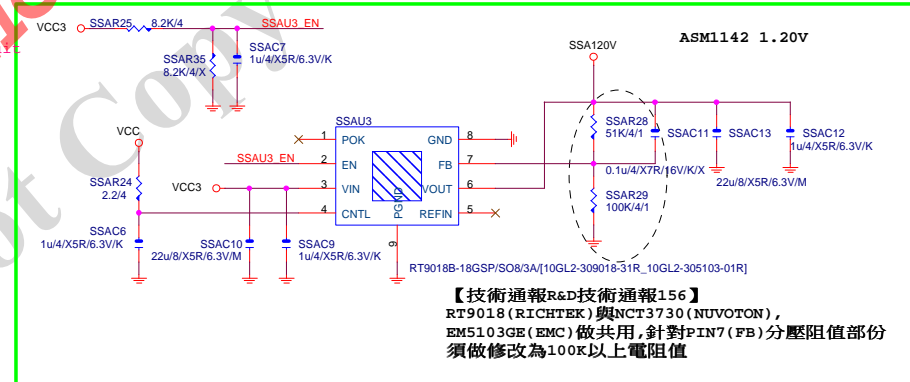 VCC3
SSAR25
8.2K/4
SSAU3_EN
SSAR35
8.2K/4/X
SSAC7
1u/4/X5R/6.3V/K
ASM1142 1.20V
SSA120V
VCC
SSAU3
1
POK
GND
8
SSAU3_EN
2
EN
FB
7
VCC3
3
VIN
VOUT
6
4
CNTL
REFIN
5
PGND
9
SSAR24
2.2/4
SSAC6
1u/4/X5R/6.3V/K
SSAC10
22u/8/X5R/6.3V/M
SSAC9
1u/4/X5R/6.3V/K
SSAR28
51K/4/1
SSAC11
SSAC13
SSAC12
1u/4/X5R/6.3V/K
0.1u/4/X7R/16V/K/X
22u/8/X5R/6.3V/M
SSAR29
100K/4/1
RT9018B-18GSP/SO8/3A/[10GL2-309018-31R_10GL2-305103-01R]
【技術通報R&D技術通報156】
RT9018(RICHTEK)與NCT3730(NUVOTON),
EM5103GE(EMC)做共用,針對PIN7(FB)分壓阻值部份
須做修改為100K以上電阻值
ot Copy